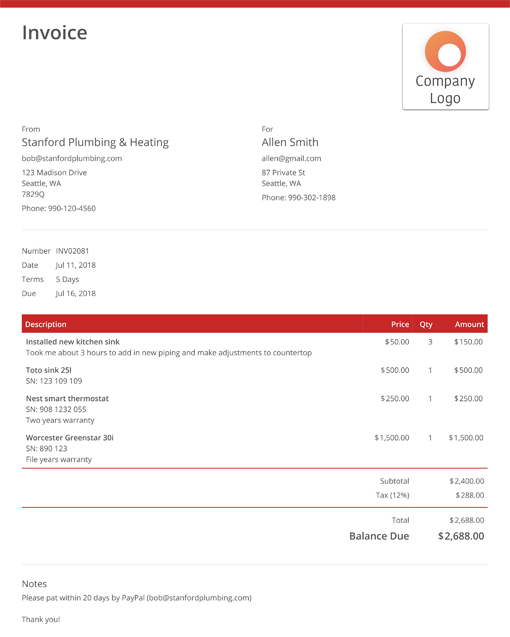 Invoice
Company
Logo
From
Stanford Plumbing & Heating
bob@stanfordplumbing.com
123 Madison Drive
Seattle, WA
7829Q
Phone: 990-120-4560
For
Allen Smith
allen@gmail.com
87 Private St
Seattle, WA
Phone: 990-302-1898
Number INV02081
Date Jul 11, 2018
Terms 5 Days
Due Jul 16, 2018
Description Price Qty Amount
Installed new kitchen sink $50.00 3 $150.00
Took me about 3 hours to add in new piping and make adjustments to countertop
Toto sink 25l $500.00 1 $500.00
SN: 123 109 109
Nest smart thermostat $250.00 1 $250.00
SN: 908 1232 055
Two years warranty
Worcester Greenstar 30i $1,500.00 1 $1,500.00
SN: 890 123
File years warranty
Subtotal $2,400.00
Tax (12%) $288.00
Total $2,688.00
Balance Due $2,688.00
Notes
Please pat within 20 days by PayPal (bob@stanfordplumbing.com)
Thank you!